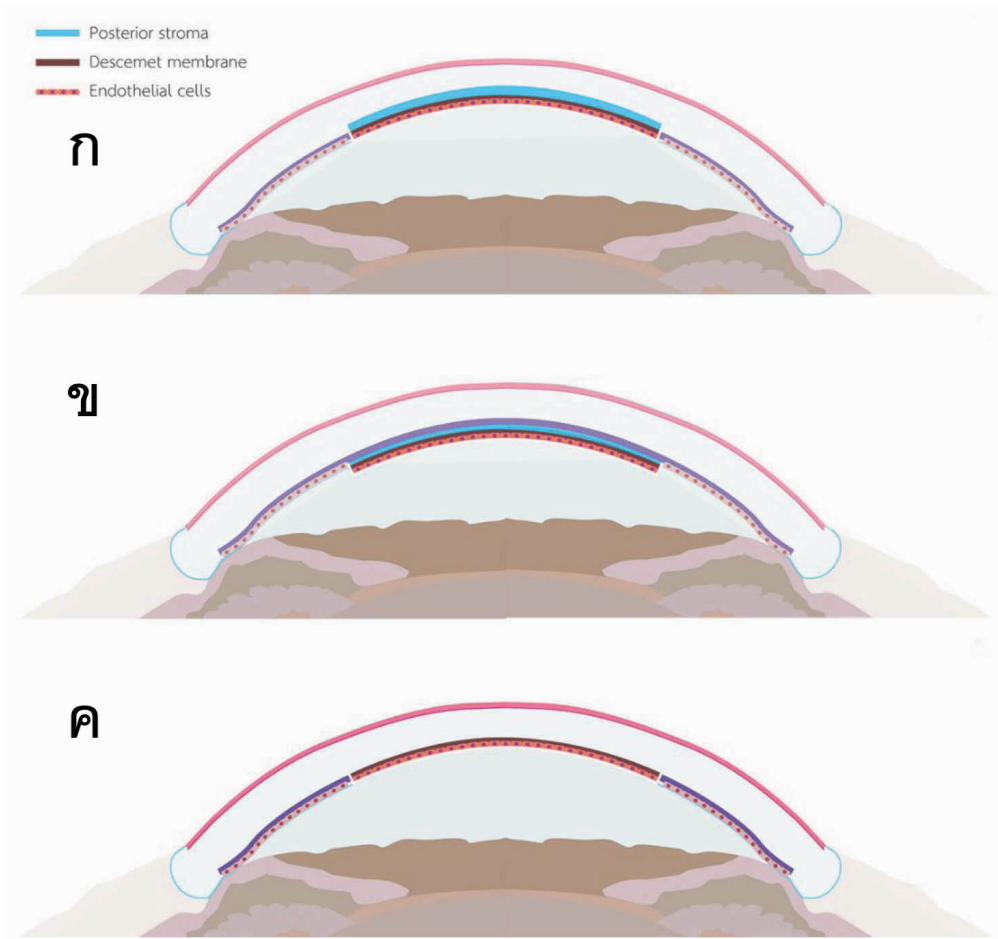 Posterior stroma
Descemet membrane
Endothelial cells
ก
ข
ค